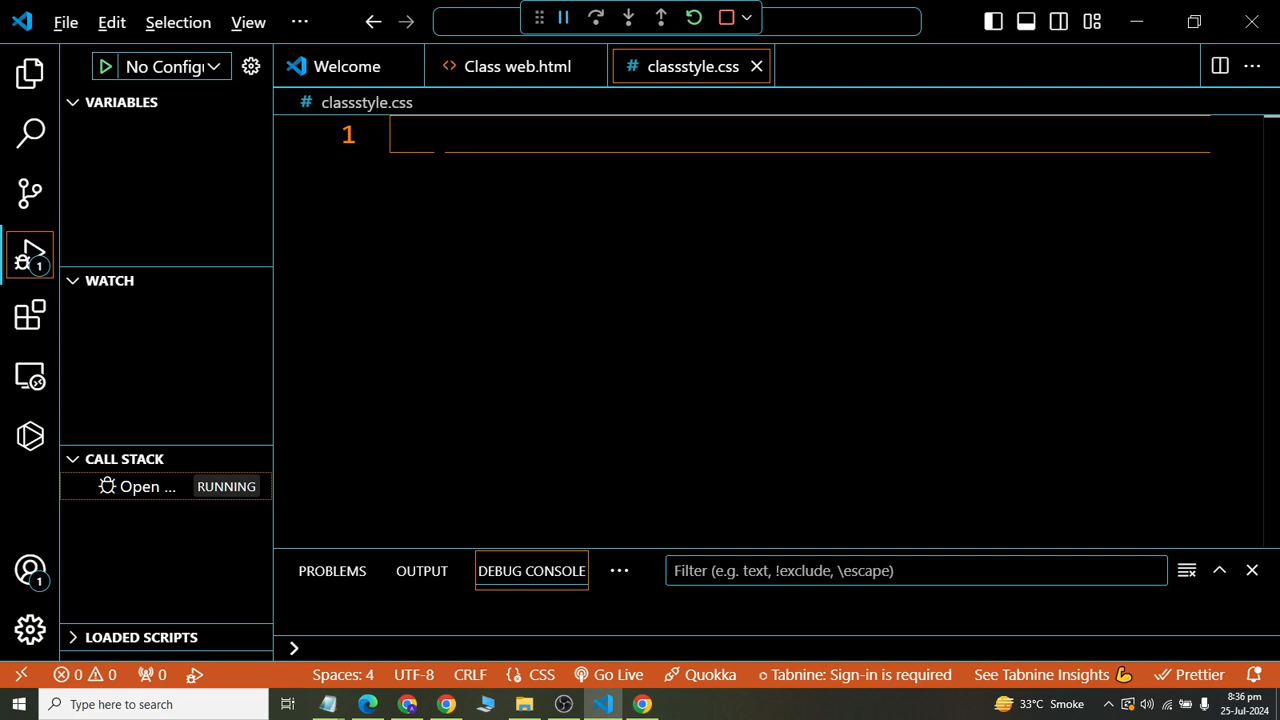 File Edit Selection View ...
No Config
Welcome
Class web.html
# classstyle.css
VARIABLES
# classstyle.css
1
1
WATCH
CALL STACK
Open ... RUNNING
PROBLEMS OUTPUT DEBUG CONSOLE ... Filter (e.g. text, !exclude, \escape)
1
LOADED SCRIPTS
0 0 0 Spaces: 4 UTF-8 CRLF {} CSS Go Live Quokka Tabnine: Sign-in is required See Tabnine Insights Prettier
Type here to search
33°C Smoke
8:36 pm
25-Jul-2024